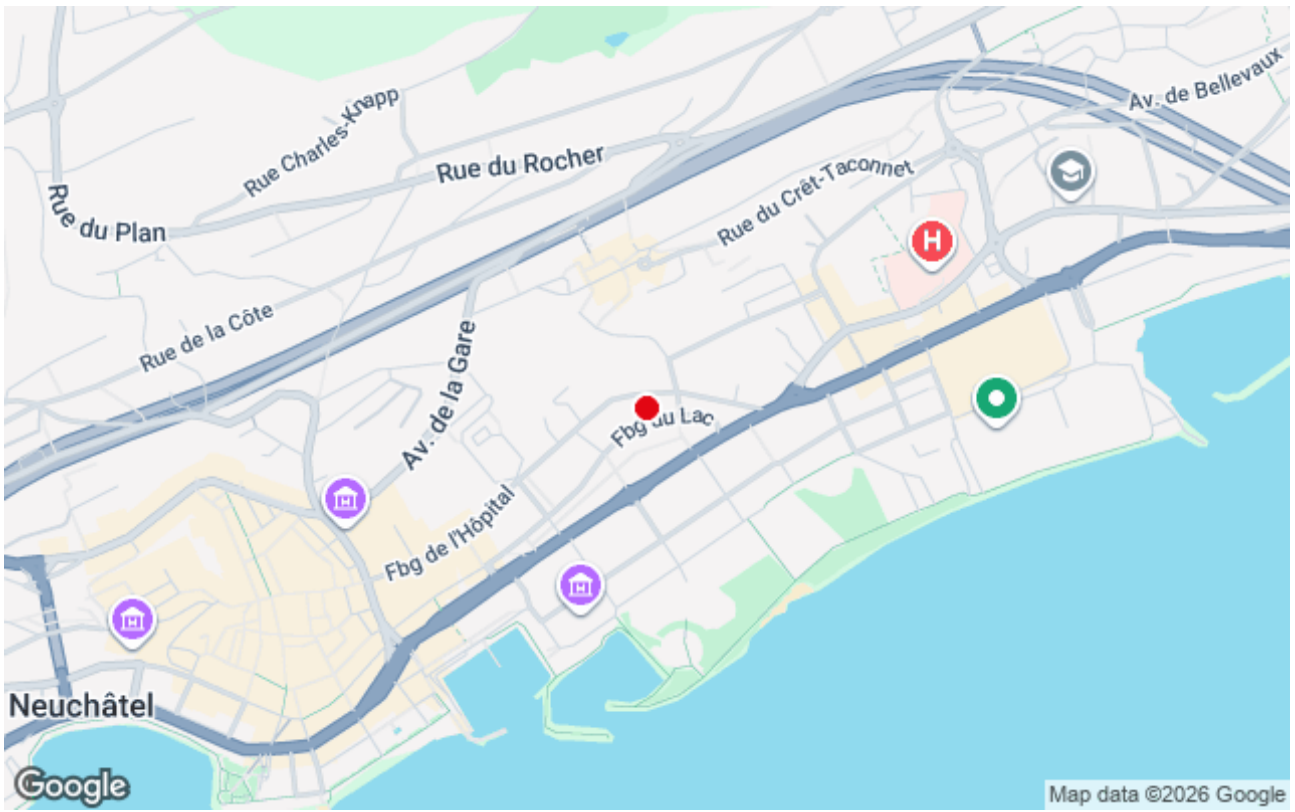 Av. de Bellevaux
Rue Charles-Knapp
Rue du Rocher
Rue du Crêt-Taconnet
Rue du Plan
H
Rue de la Côte
Av. de la Gare
Fbg du Lac
Fbg de l'Hôpital
Neuchâtel
Google
Map data ©2026 Google